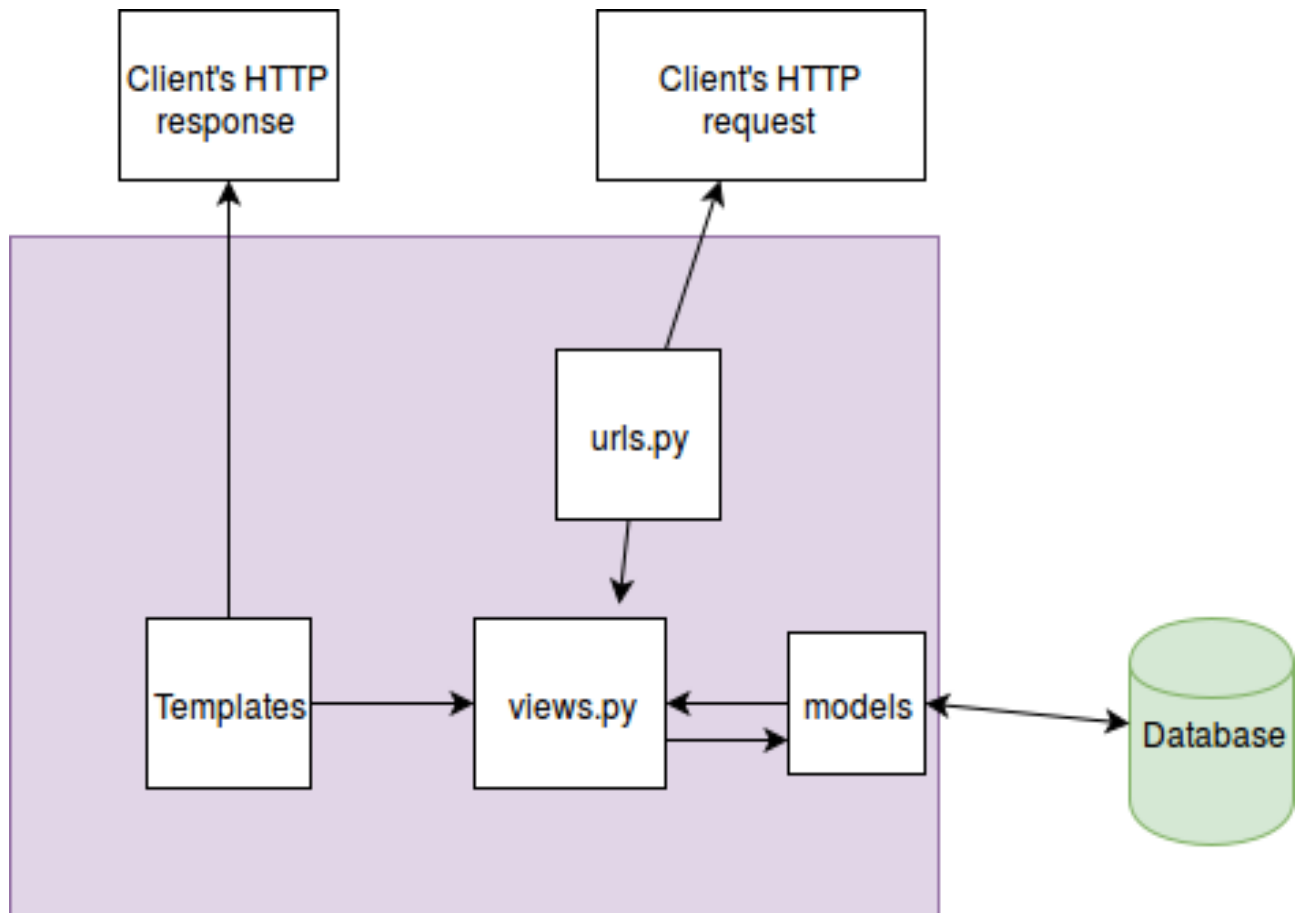 Client's HTTP
response
Client's HTTP
request
urls.py
Templates
views.py
models
Database